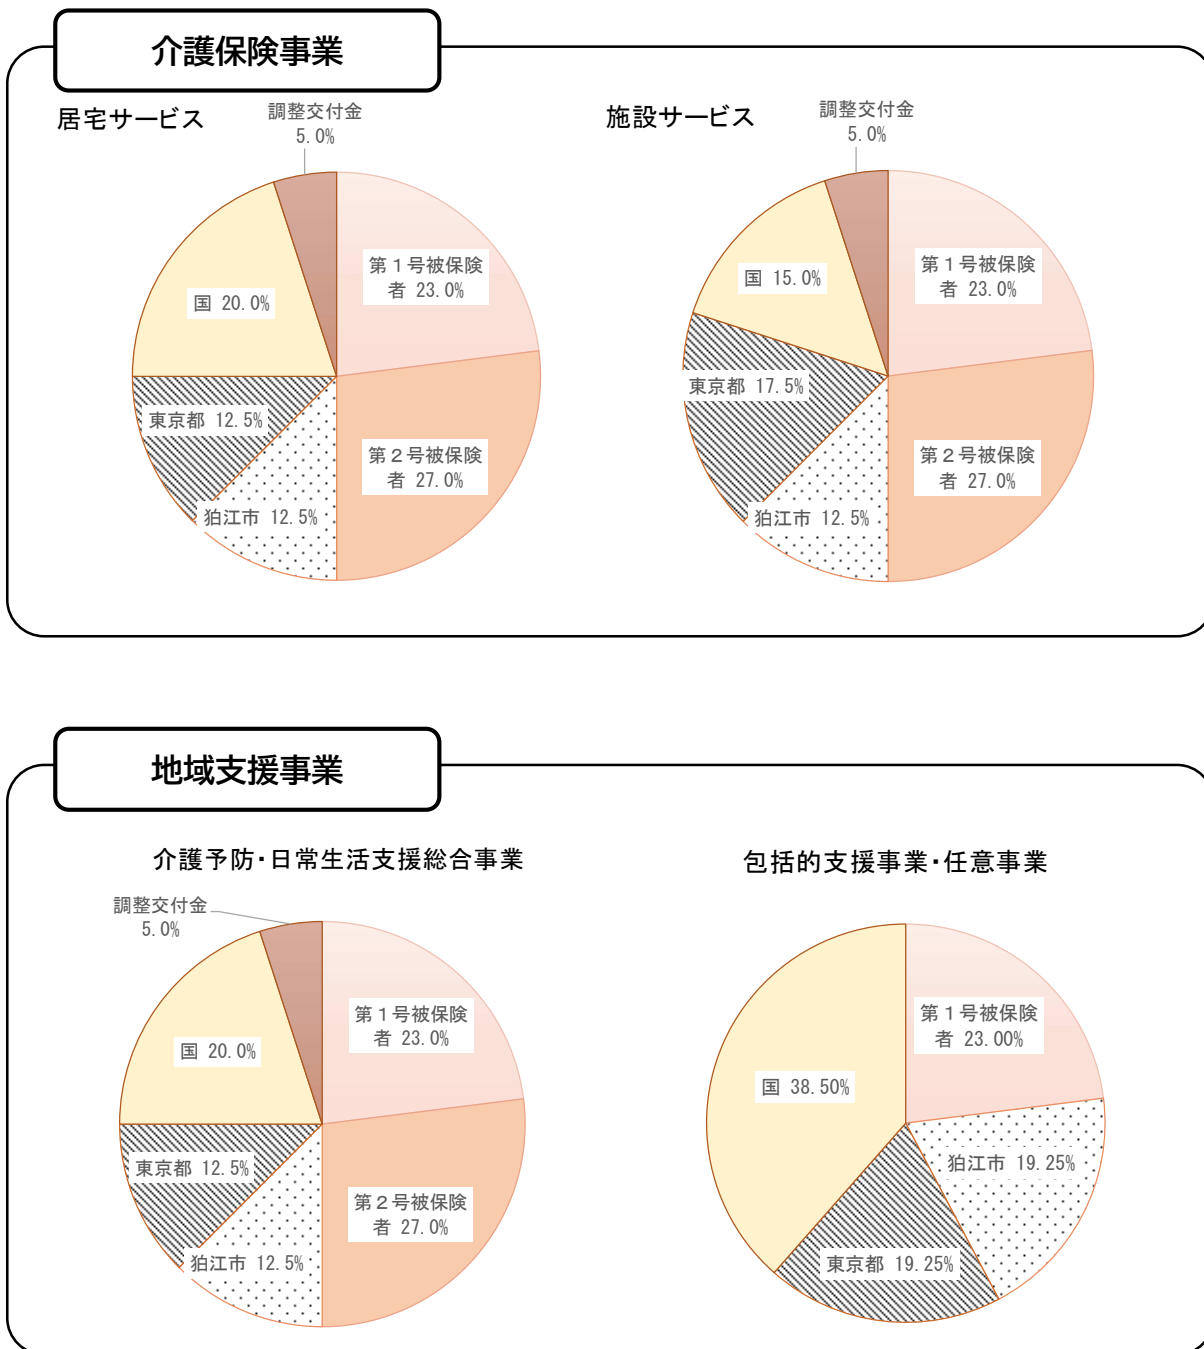 介護保険事業
居宅サービス
調整交付金
5.0%
第１号被保険
者 23.0%
国 20.0%
東京都 12.5%
第２号被保険
者 27.0%
狛江市 12.5%
施設サービス
調整交付金
5.0%
第１号被保険
者 23.0%
国 15.0%
東京都 17.5%
第２号被保険
者 27.0%
狛江市 12.5%
地域支援事業
介護予防・日常生活支援総合事業
調整交付金
5.0%
第１号被保険
者 23.0%
国 20.0%
東京都 12.5%
第２号被保険
者 27.0%
狛江市 12.5%
包括的支援事業・任意事業
第１号被保険
者 23.00%
国 38.50%
狛江市 19.25%
東京都 19.25%